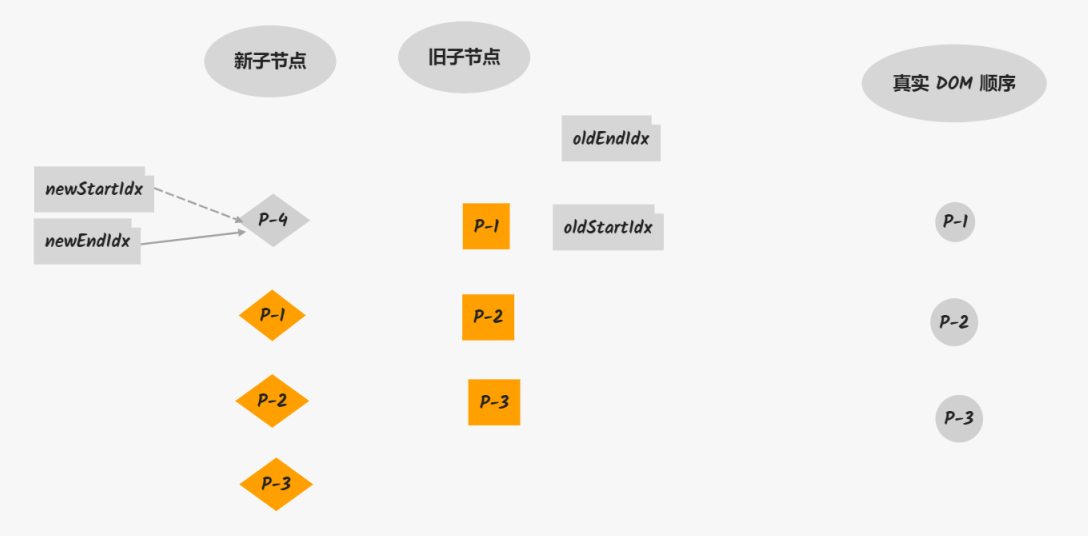 新子节点
旧子节点
真实 DOM 顺序
oldEndIdx
newStartIdx
newEndIdx
P-4
P-1
oldStartIdx
P-1
P-1
P-2
P-2
P-2
P-3
P-3
P-3